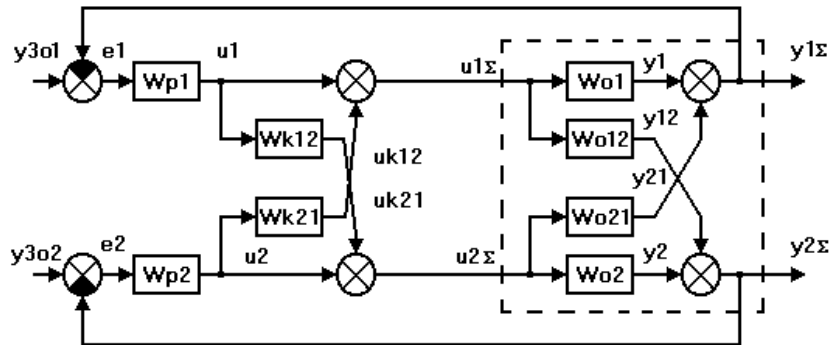 y3o1 e1 Wp1 u1 u1Σ Wo1 y1 y1Σ
Wk12 uk12 Wo12 y12
Wk21 uk21 Wo21 y21
y3o2 e2 Wp2 u2 u2Σ Wo2 y2 y2Σ